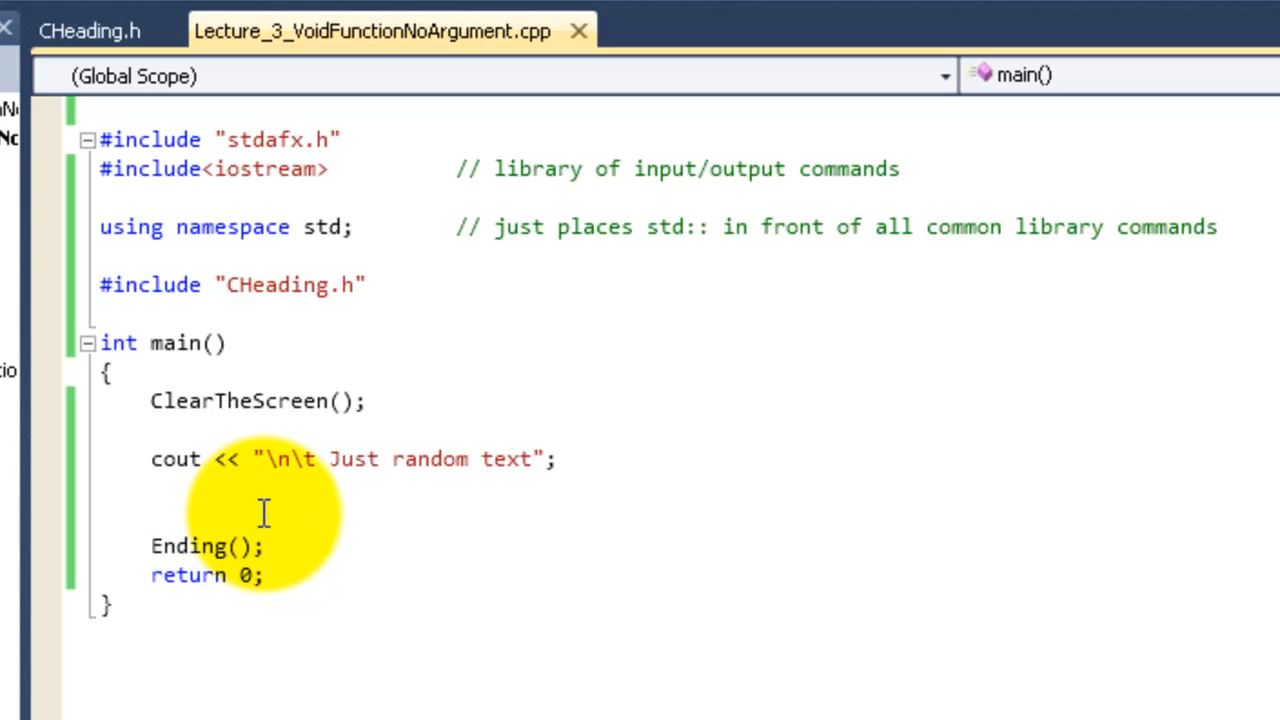 CHeading.h Lecture_3_VoidFunctionNoArgument.cpp
(Global Scope) main()
#include "stdafx.h"
#include<iostream> // library of input/output commands
using namespace std; // just places std:: in front of all common library commands
#include "CHeading.h"
int main()
{
ClearTheScreen();
cout << "\n\t Just random text";
Ending();
return 0;
}